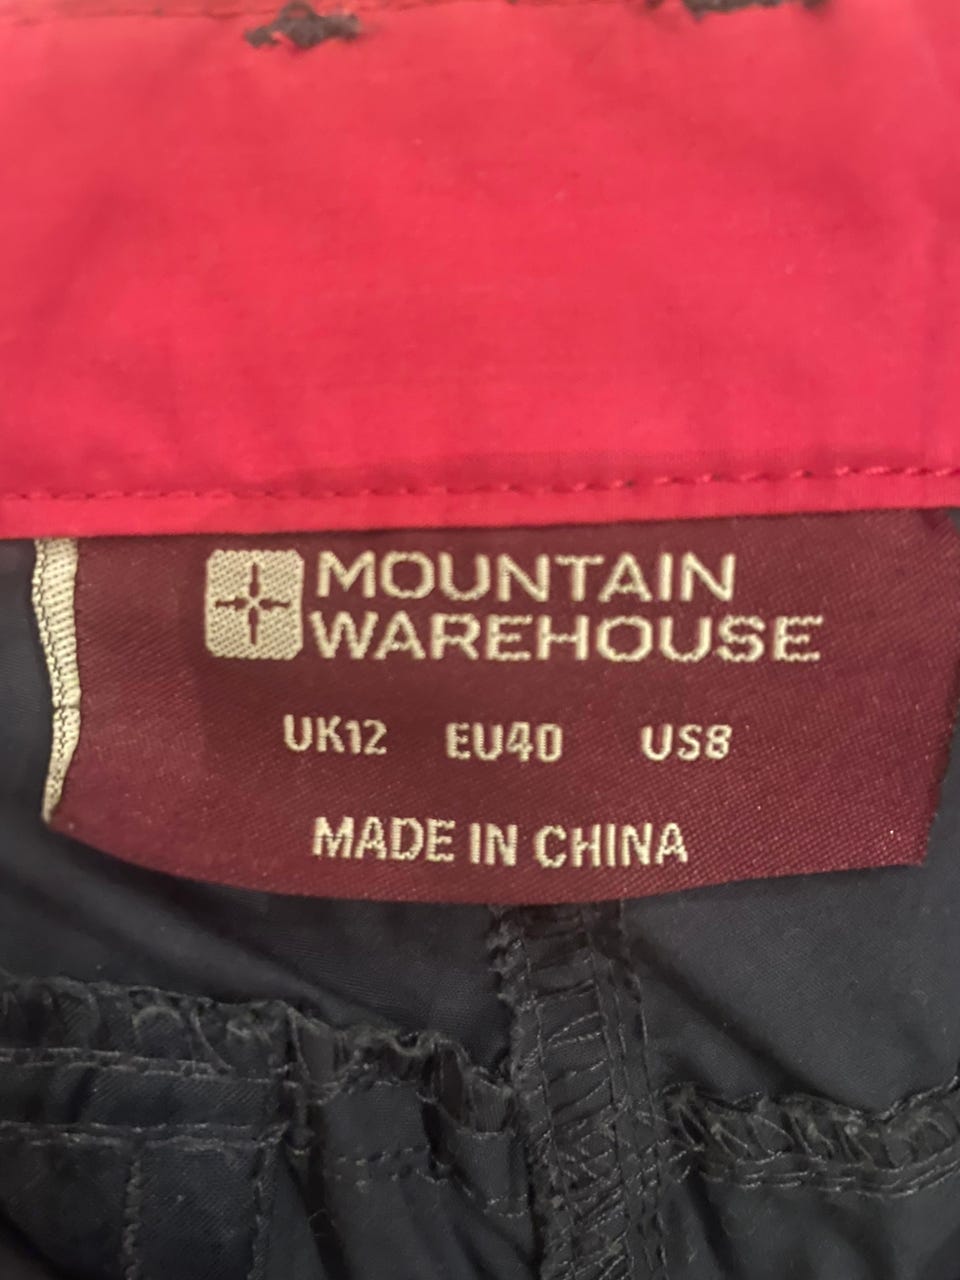 MOUNTAIN
WAREHOUSE
UK12 EU40 US8
MADE IN CHINA